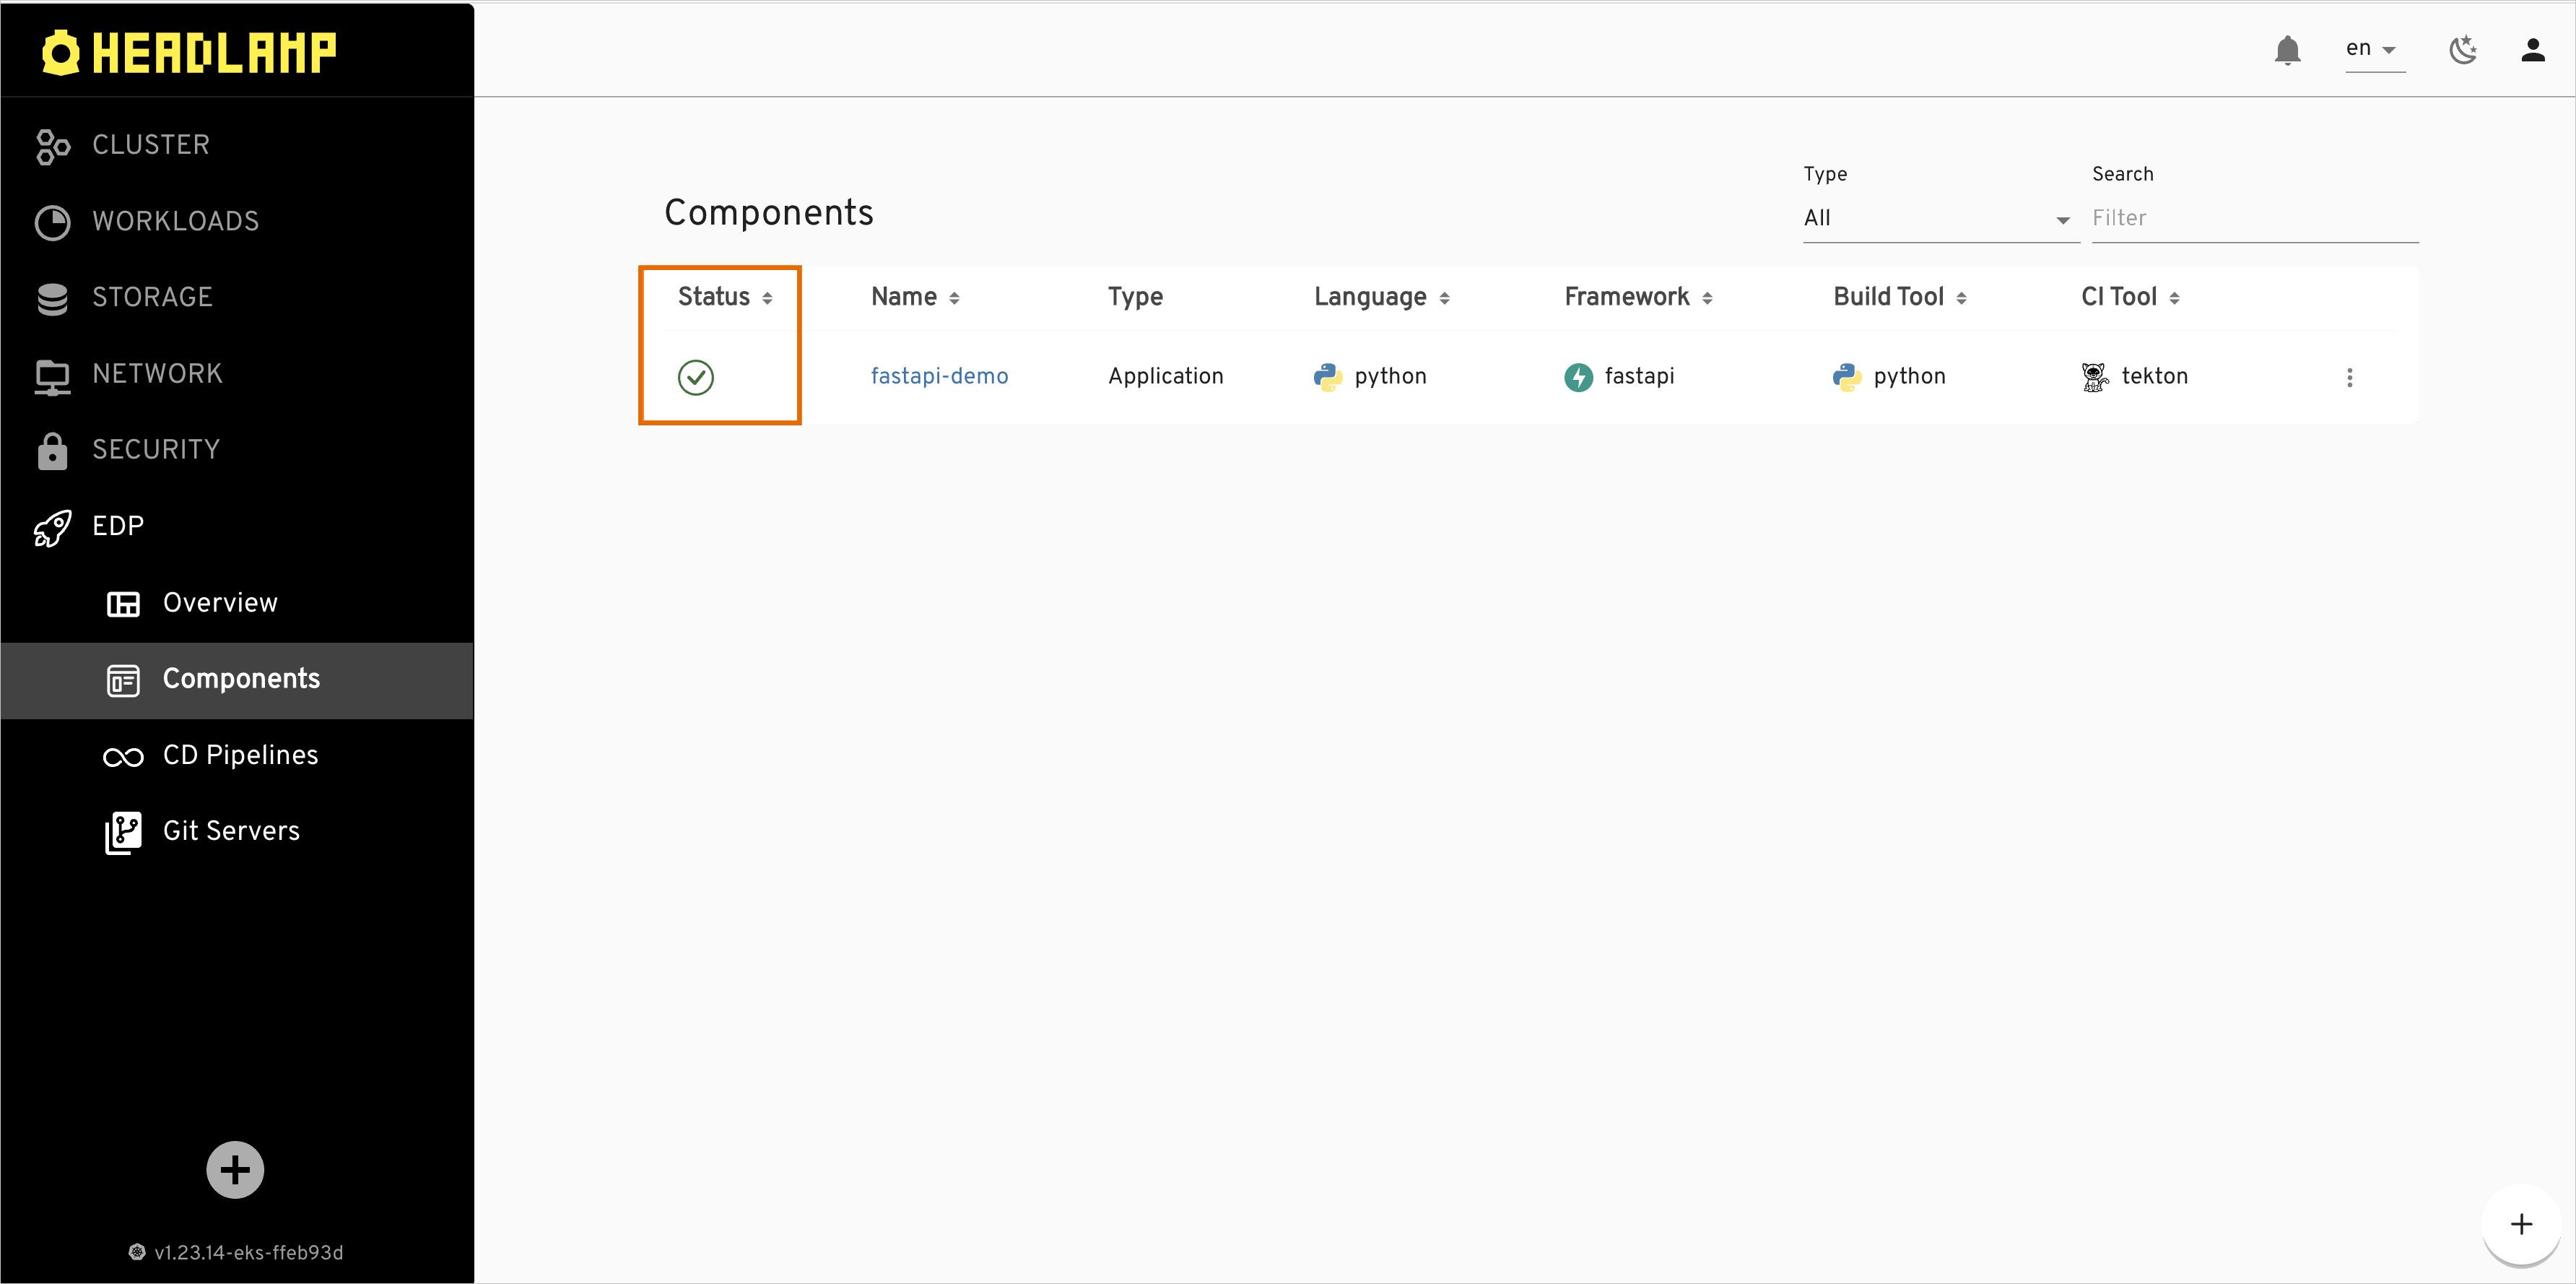 HEADLAMP
en
CLUSTER
WORKLOADS
STORAGE
NETWORK
SECURITY
EDP
Overview
Components
CD Pipelines
Git Servers
v1.23.14-eks-ffeb93d
Components
Type
All
Search
Filter
Status Name Type Language Framework Build Tool CI Tool
fastapi-demo Application python fastapi python tekton